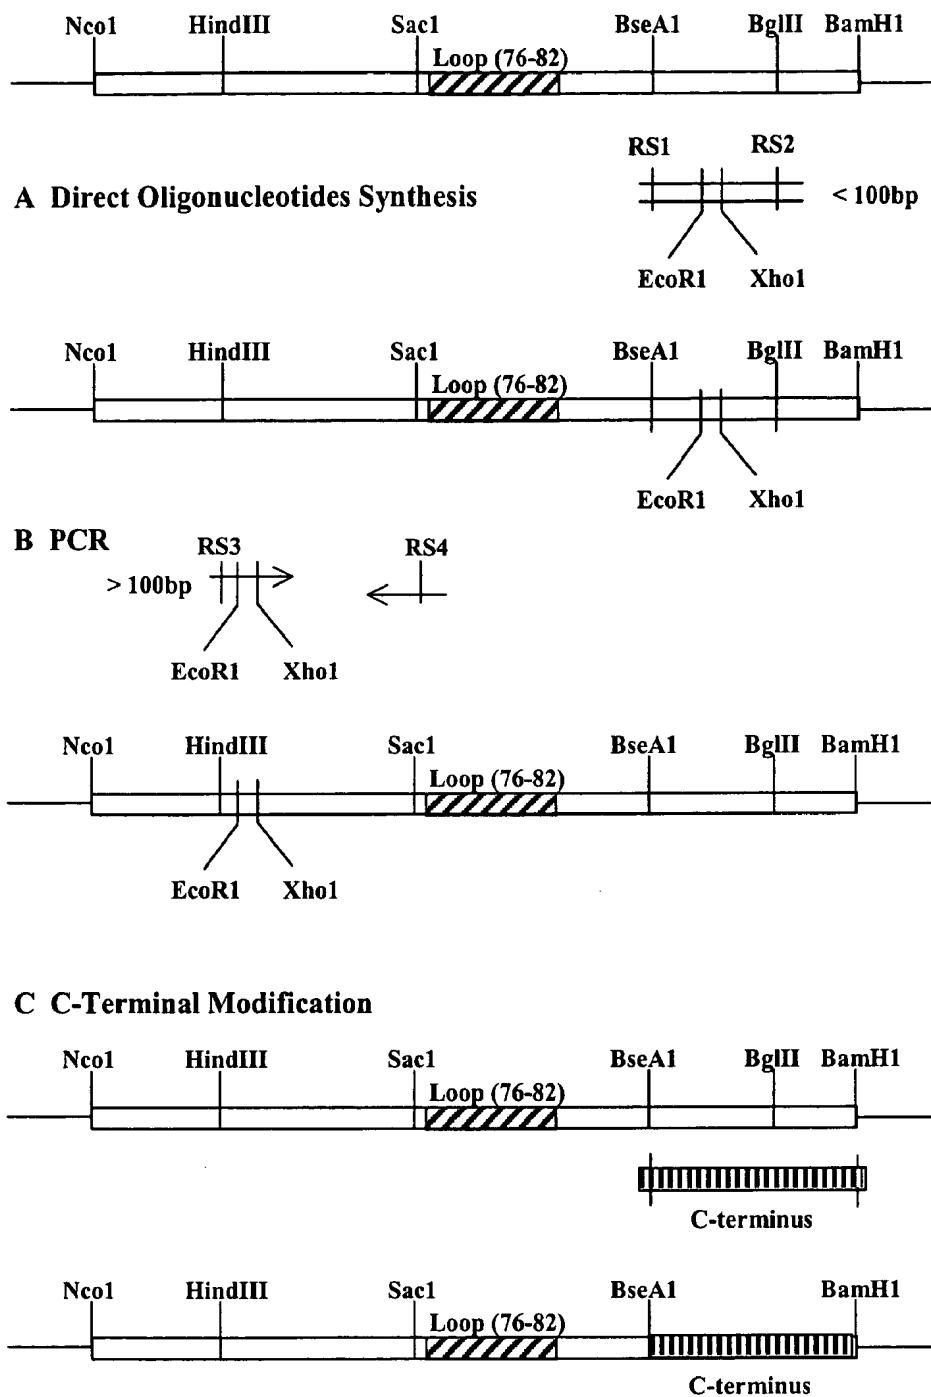 Nco1 HindIII Sac1 BseA1 BglII BamH1
Loop (76-82)
RS1 RS2
A Direct Oligonucleotides Synthesis < 100bp
EcoR1 Xho1
Nco1 HindIII Sac1 BseA1 BglII BamH1
Loop (76-82)
EcoR1 Xho1
B PCR
RS3 RS4
> 100bp
EcoR1 Xho1
Nco1 HindIII Sac1 BseA1 BglII BamH1
Loop (76-82)
EcoR1 Xho1
C C-Terminal Modification
Nco1 HindIII Sac1 BseA1 BglII BamH1
Loop (76-82)
C-terminus
Nco1 HindIII Sac1 BseA1 BamH1
Loop (76-82)
C-terminus